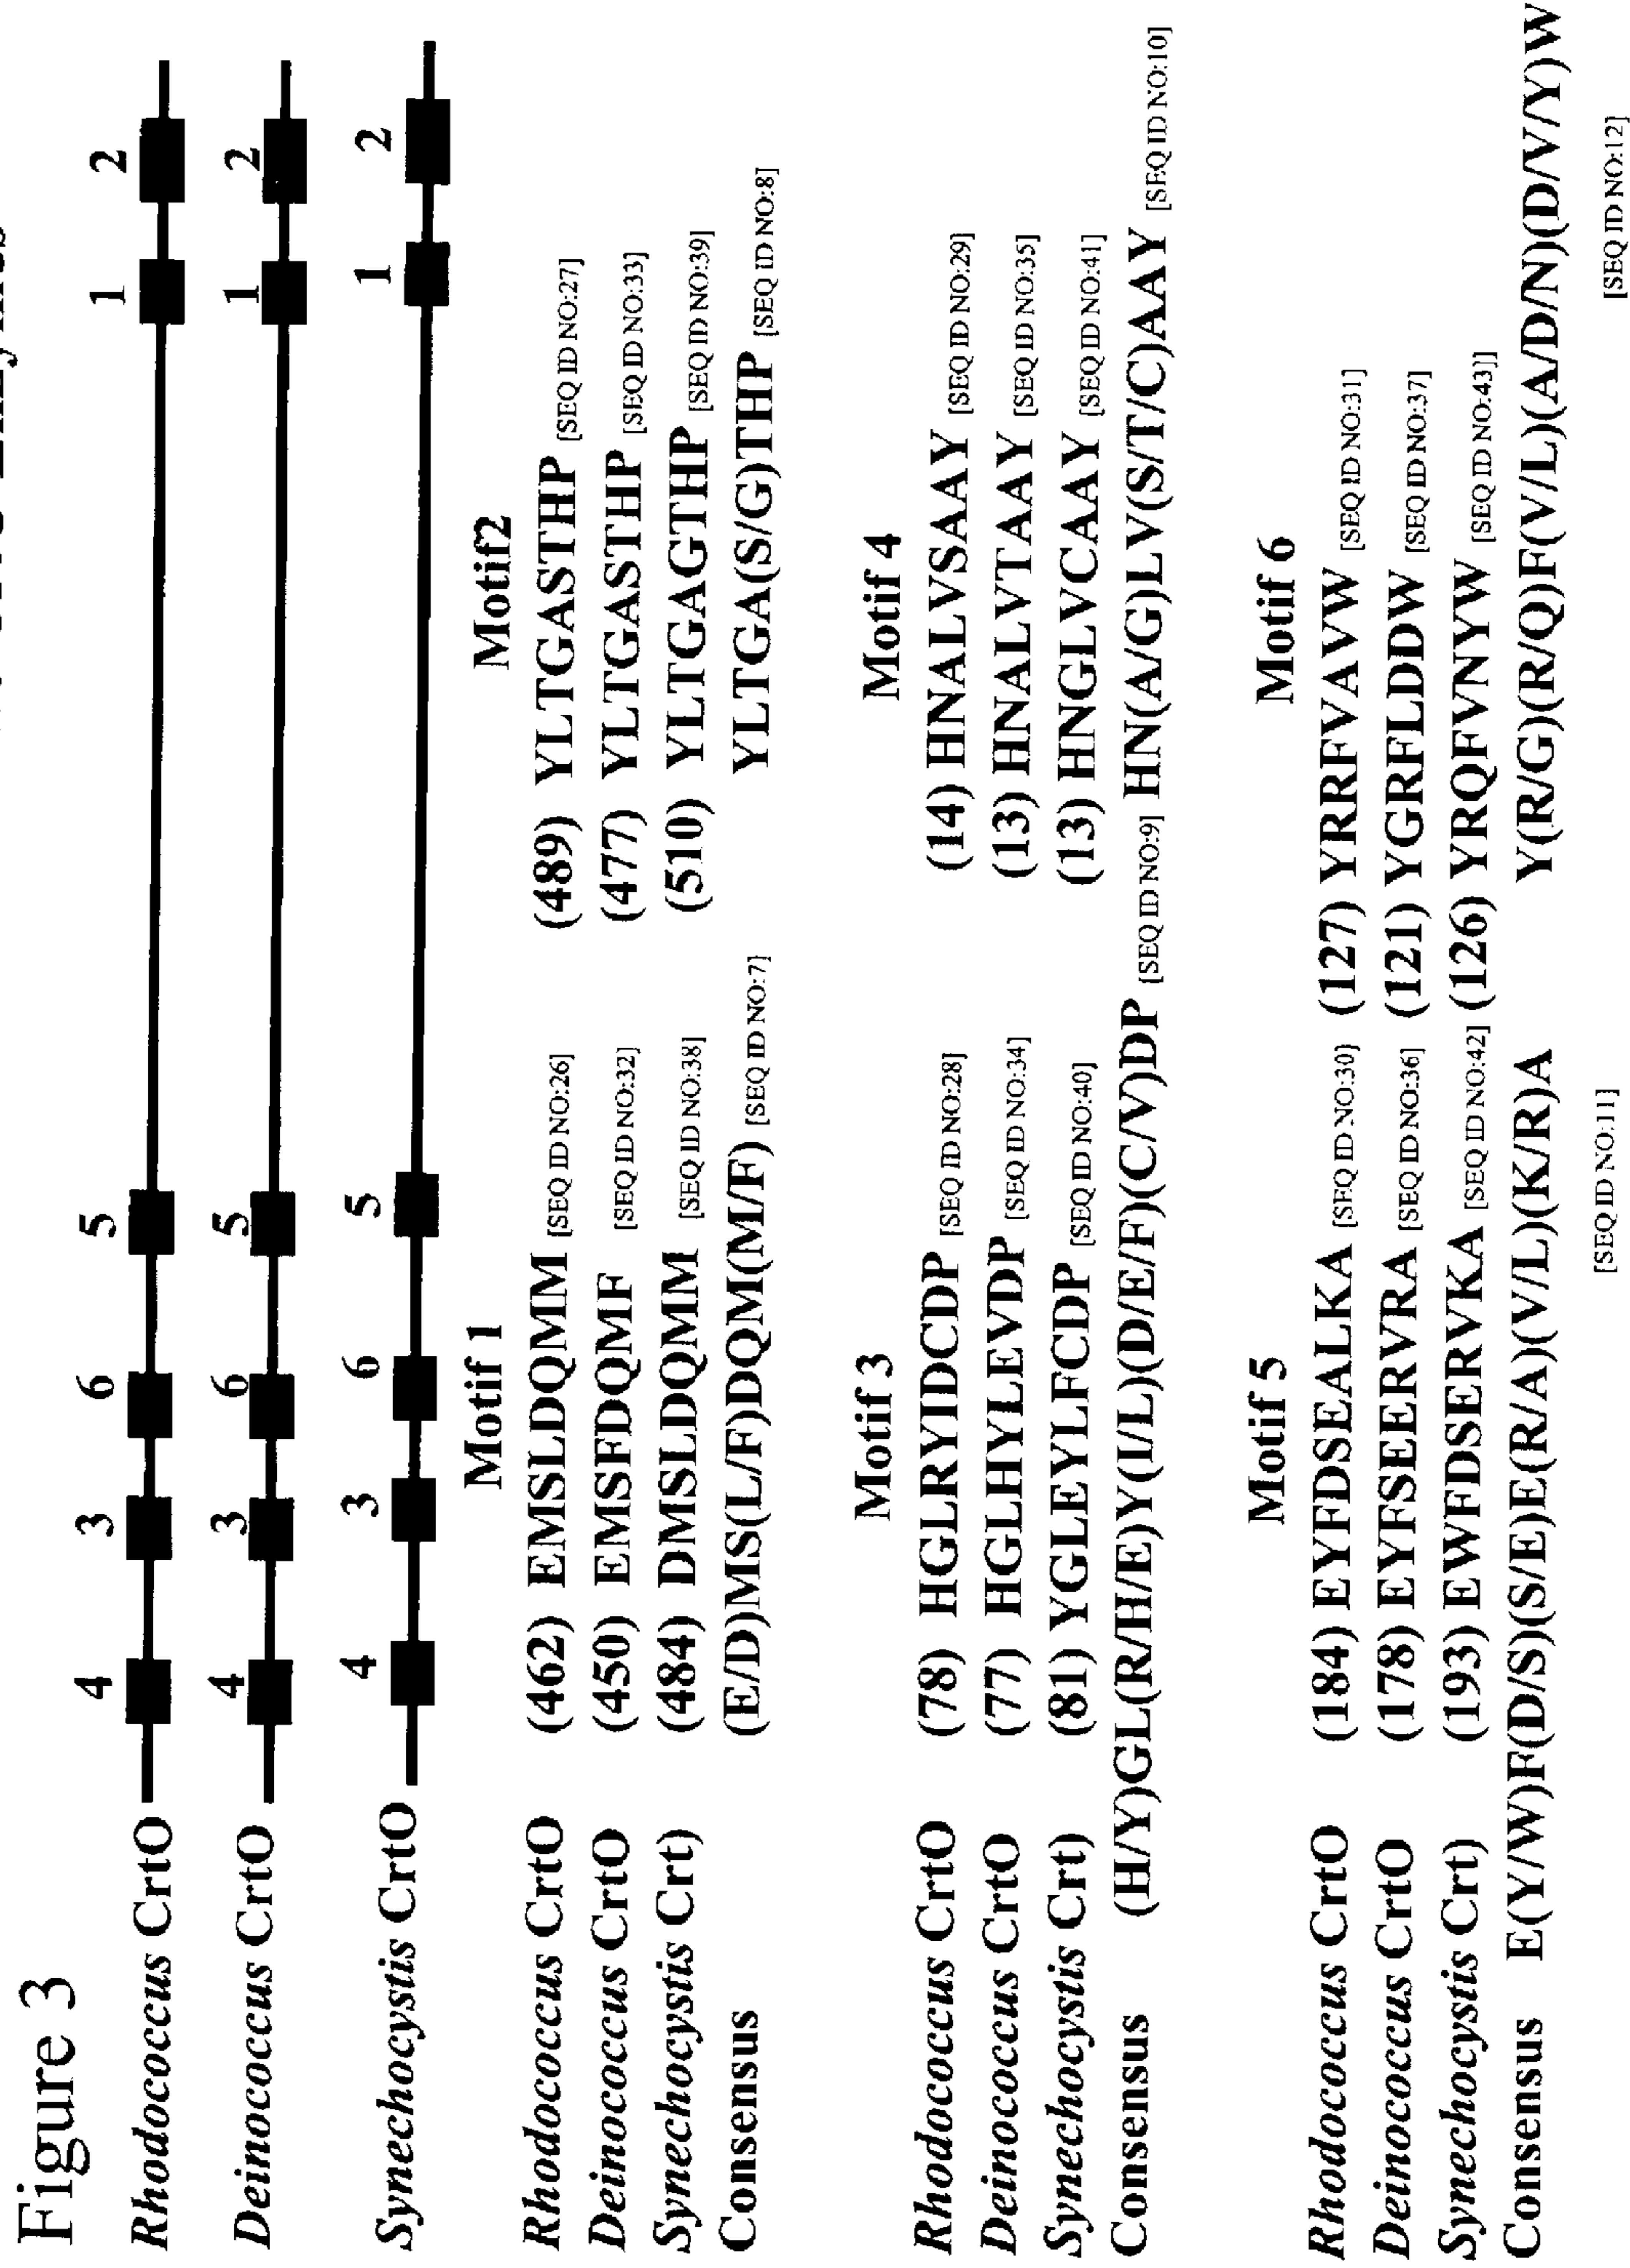 Figure 3
Rhodococcus CrtO
4 3 6 5 1 2
Deinococcus CrtO
4 3 6 5 1 2
Synechocystis CrtO
4 3 6 5 1 2
Motif 1 Motif2
Rhodococcus CrtO (462) EMSLDQMM [SEQ ID NO:26] (489) YLTGASTHP [SEQ ID NO:27]
Deinococcus CrtO (450) EMSFDQMF [SEQ ID NO:32] (477) YLTGASTHP [SEQ ID NO:33]
Synechocystis Crt) (484) DMSLDQMM [SEQ ID NO:38] (510) YLTGAGTHP [SEQ ID NO:39]
Consensus (E/D)MS(L/F)DQM(M/F) [SEQ ID NO:7] YLTGA(S/G)THP [SEQ ID NO:8]
Motif 3 Motif 4
Rhodococcus CrtO (78) HGLRYIDCDP [SEQ ID NO:28] (14) HNALVSAAY [SEQ ID NO:29]
Deinococcus CrtO (77) HGLHYLEVDP [SEQ ID NO:34] (13) HNALVTAAY [SEQ ID NO:35]
Synechocystis Crt) (81) YGLEYLFCDP [SEQ ID NO:40] (13) HNGLVCAAY [SEQ ID NO:41]
Consensus (H/Y)GL(R/H/E)Y(I/L)(D/E/F)(C/V)DP [SEQ ID NO:9] HN(A/G)LV(S/T/C)AAY [SEQ ID NO:10]
Motif 5 Motif 6
Rhodococcus CrtO (184) EYFDSEALKA [SEQ ID NO:30] (127) YRRFVAVW [SEQ ID NO:31]
Deinococcus CrtO (178) EYFSEERVRA [SEQ ID NO:36] (121) YGRFLDDW [SEQ ID NO:37]
Synechocystis Crt) (193) EWFDSERVKA [SEQ ID NO:42] (126) YRQFVNYW [SEQ ID NO:43]]
Consensus E(Y/W)F(D/S)(S/E)E(R/A)(V/L)(K/R)A Y(R/G)(R/Q)F(V/L)(A/D/N)(D/V/Y)W
[SEQ ID NO:11] [SEQ ID NO:12]